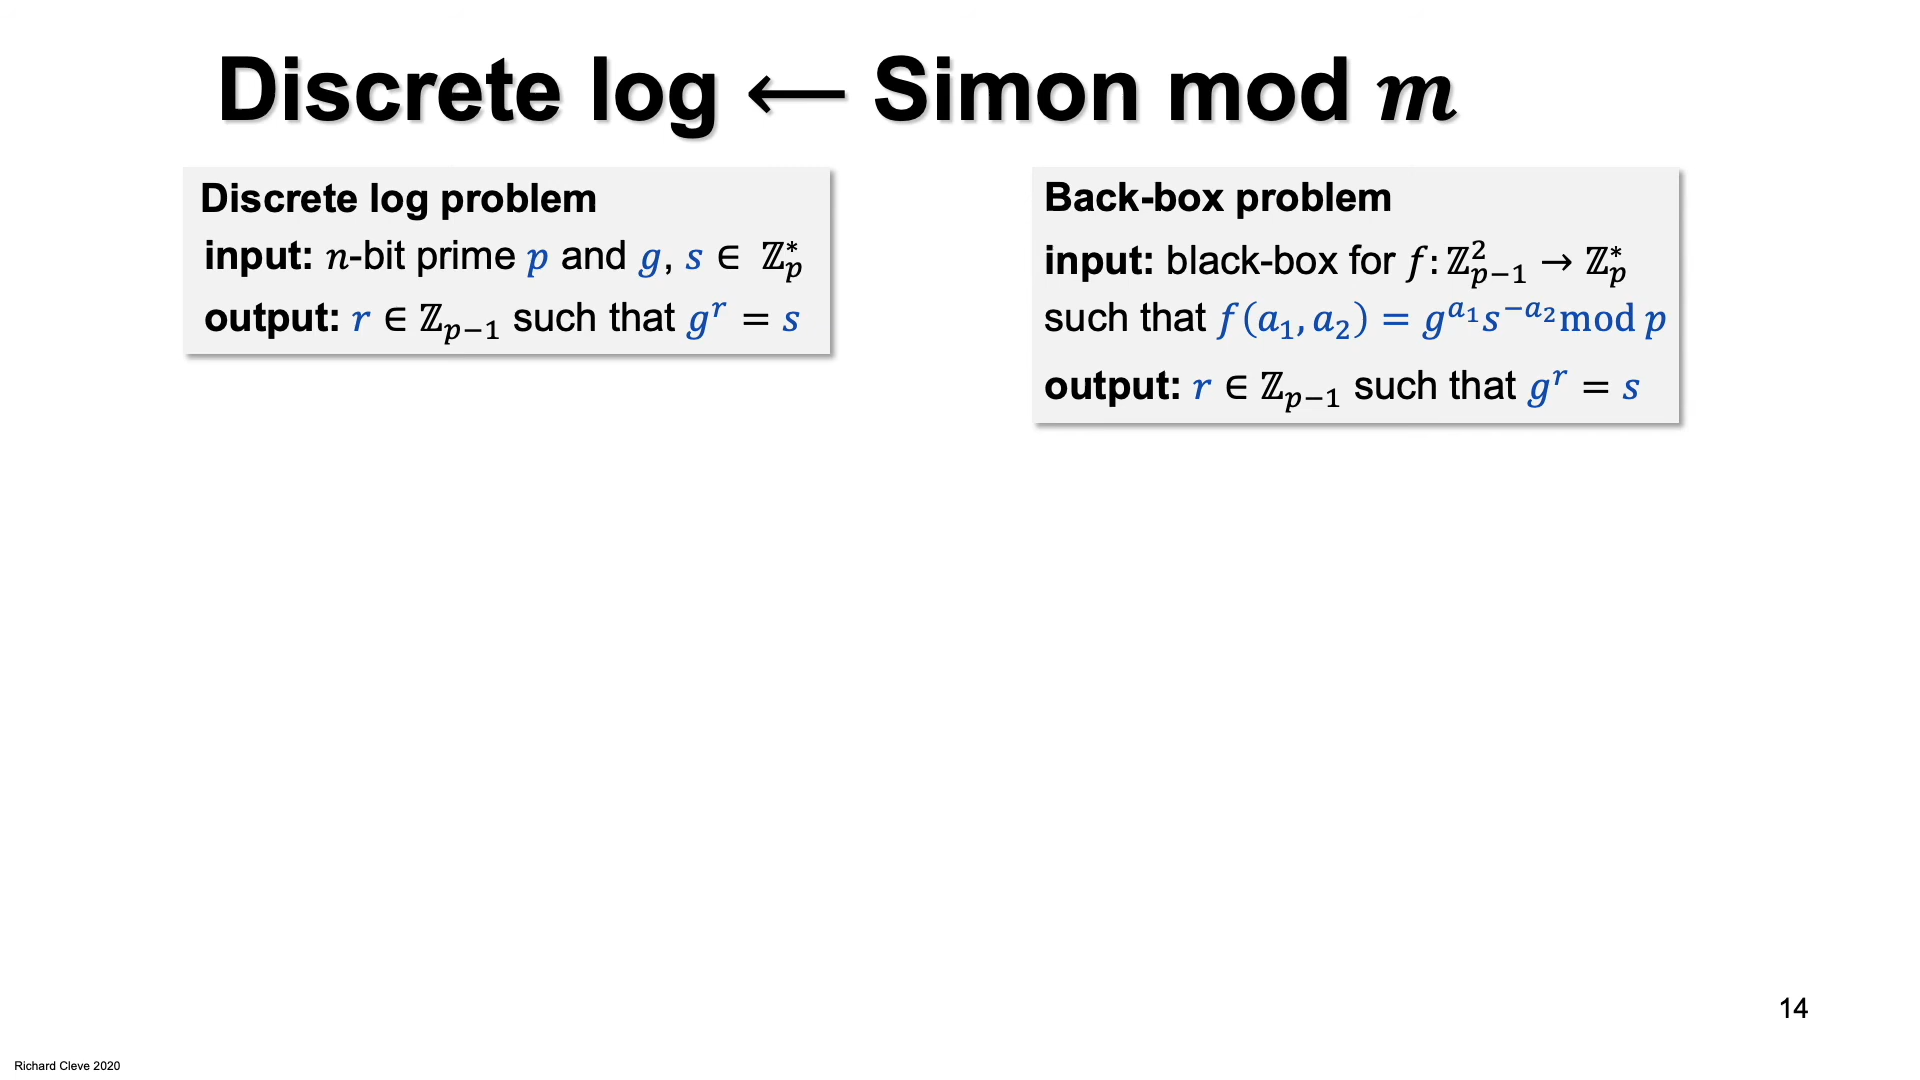 Discrete log ⟵ Simon mod 𝒎
Discrete log problem
input: 𝑛-bit prime 𝑝 and 𝑔, 𝑠 ∈ ℤ*ₚ
output: 𝑟 ∈ ℤₚ₋₁ such that 𝑔ʳ = 𝑠
Back-box problem
input: black-box for 𝑓: ℤ²ₚ₋₁ → ℤ*ₚ
such that 𝑓(𝑎₁, 𝑎₂) = 𝑔^{𝑎₁}𝑠^{−𝑎₂} mod 𝑝
output: 𝑟 ∈ ℤₚ₋₁ such that 𝑔ʳ = 𝑠
14
Richard Cleve 2020